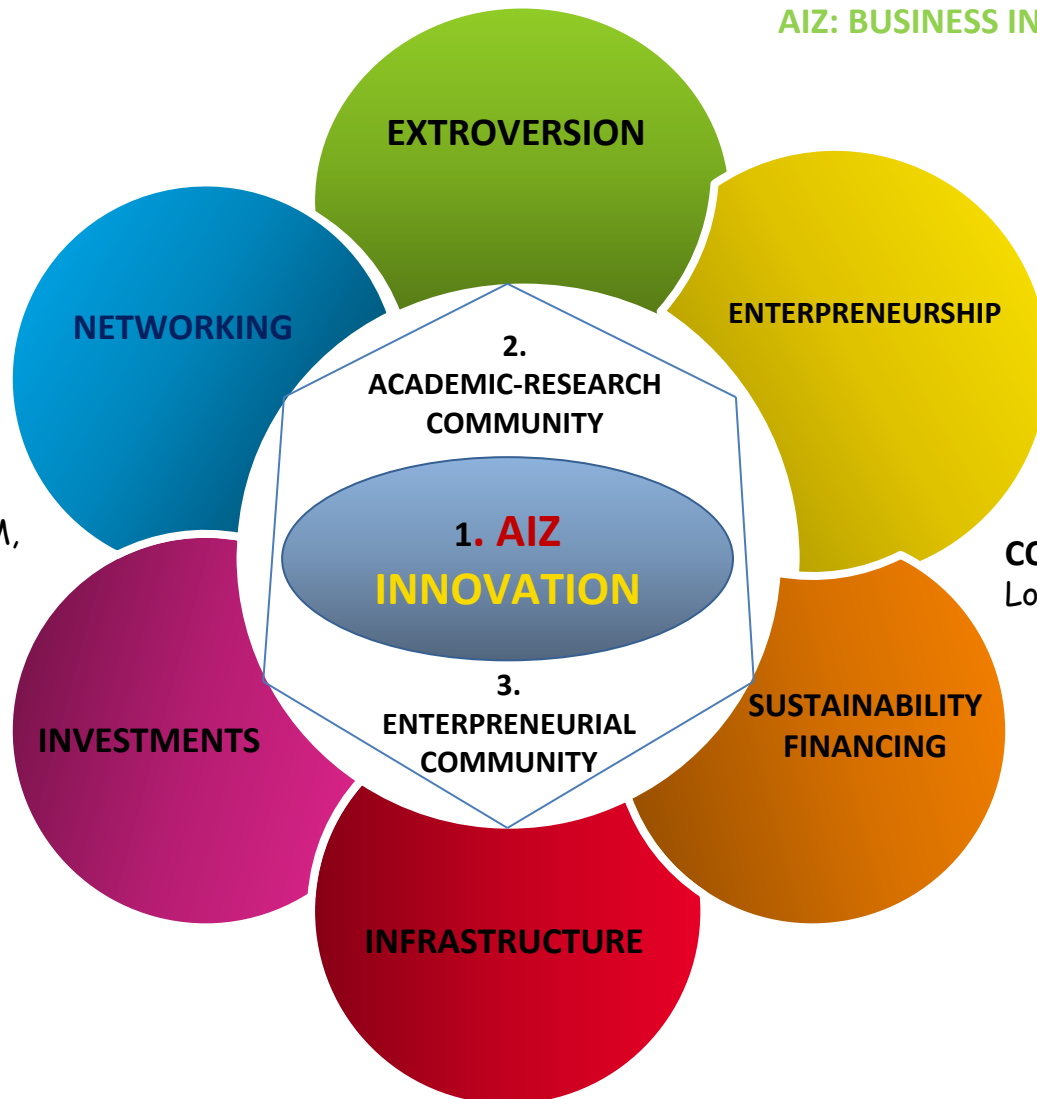 AIZ: BUSINESS IN
EXTROVERSION
ENTERPRENEURSHIP
NETWORKING
2.
ACADEMIC-RESEARCH
COMMUNITY
1. AIZ
INNOVATION
M,
CO
Lo
3.
ENTERPRENEURIAL
COMMUNITY
SUSTAINABILITY
FINANCING
INVESTMENTS
INFRASTRUCTURE